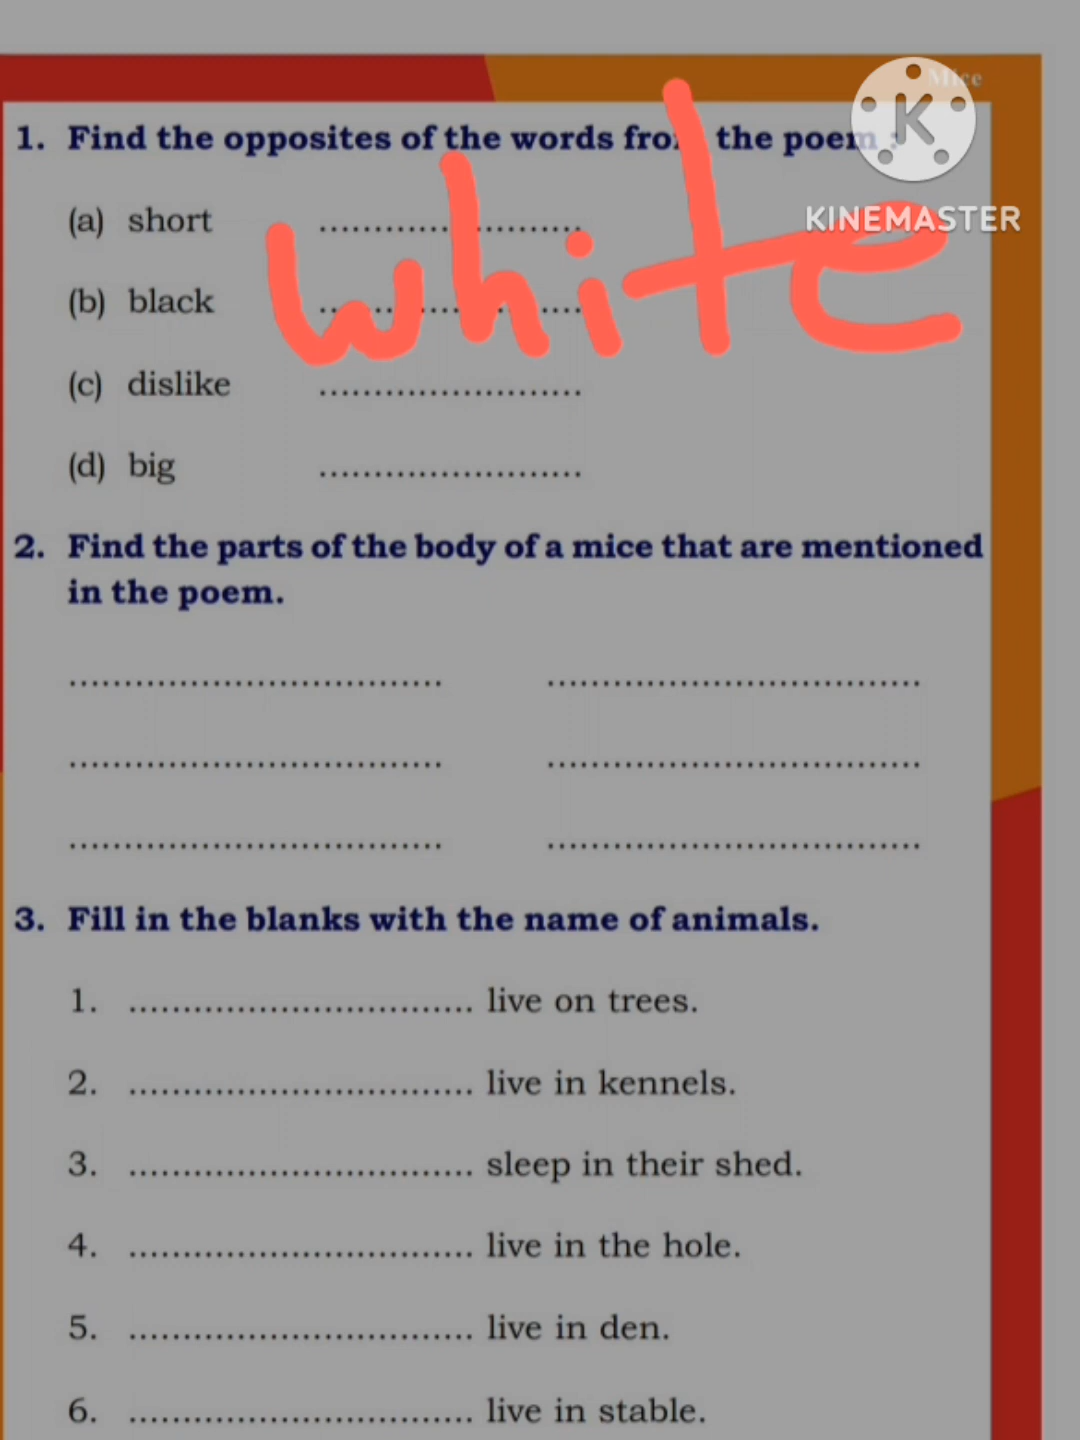 Mice
1. Find the opposites of the words from the poem :
KINEMASTER
(a) short ........................
white
(b) black ........................
(c) dislike ........................
(d) big ........................
2. Find the parts of the body of a mice that are mentioned
in the poem.
.................................. ..................................
.................................. ..................................
.................................. ..................................
3. Fill in the blanks with the name of animals.
1. ............................... live on trees.
2. ............................... live in kennels.
3. ............................... sleep in their shed.
4. ............................... live in the hole.
5. ............................... live in den.
6. ............................... live in stable.